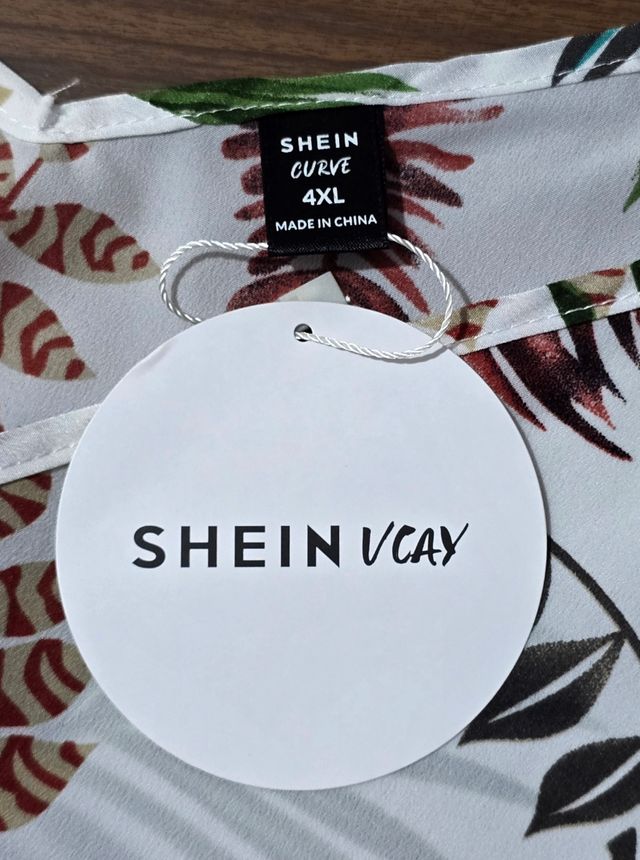 SHEIN
CURVE
4XL
MADE IN CHINA
SHEIN VCAY